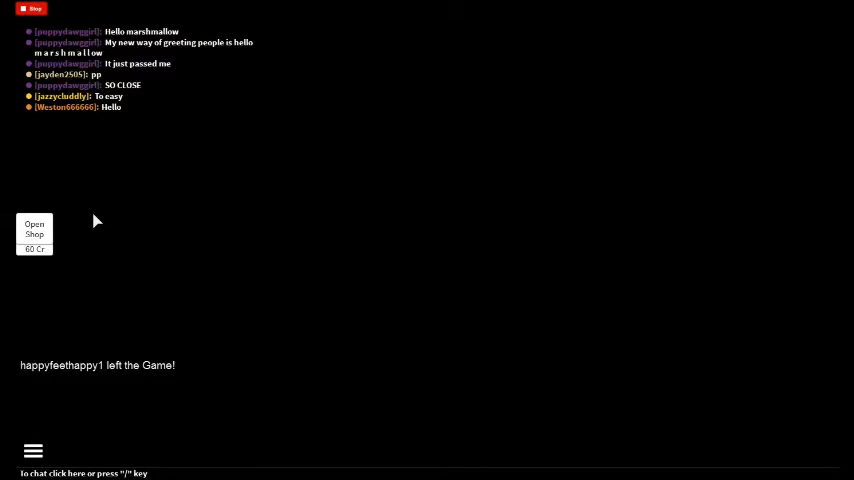 Stop
[puppydawggirl]: Hello marshmallow
[puppydawggirl]: My new way of greeting people is hello
m a r s h m a l l ow
[puppydawggirl]: It just passed me
[jayden2505]: pp
[puppydawggirl]: SO CLOSE
[jazzycluddly]: To easy
[Weston666666]: Hello
Open
Shop
60 Cr
happyfeethappy1 left the Game!
To chat click here or press "/" key